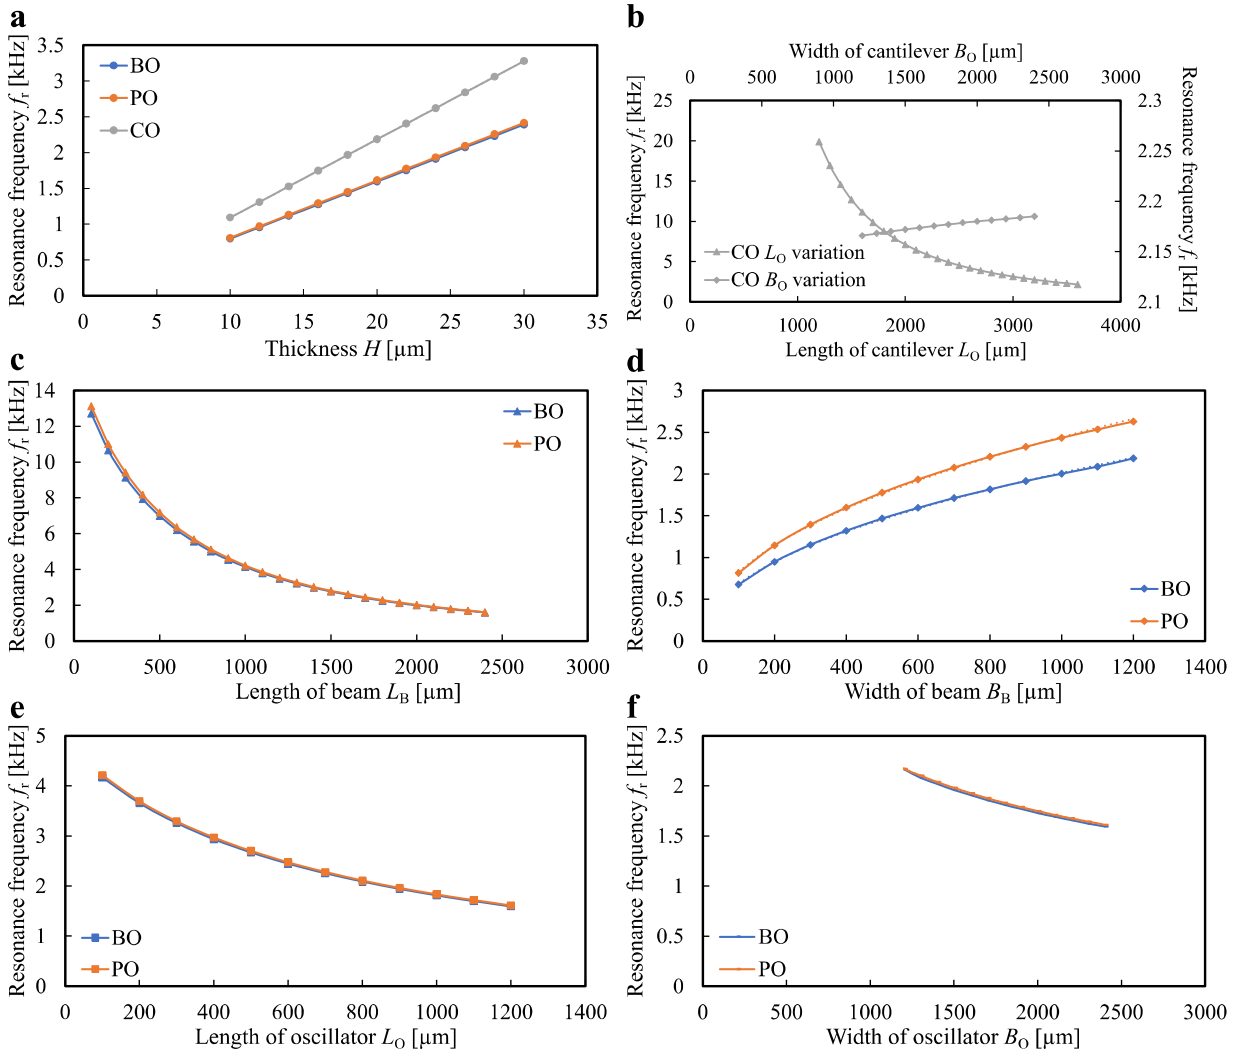 a
Resonance frequency fr [kHz]
3.5
3
2.5
2
1.5
1
0.5
0
BO
PO
CO
0 5 10 15 20 25 30 35
Thickness H [µm]
b
Width of cantilever BO [µm]
0 500 1000 1500 2000 2500 3000
Resonance frequency fr [kHz]
25
20
15
10
5
0
CO LO variation
CO BO variation
2.3
2.25
2.2
2.15
2.1
Resonance frequency fr [kHz]
0 1000 2000 3000 4000
Length of cantilever LO [µm]
c
Resonance frequency fr [kHz]
14
12
10
8
6
4
2
0
BO
PO
0 500 1000 1500 2000 2500 3000
Length of beam LB [µm]
d
Resonance frequency fr [kHz]
3
2.5
2
1.5
1
0.5
0
BO
PO
0 200 400 600 800 1000 1200 1400
Width of beam BB [µm]
e
Resonance frequency fr [kHz]
5
4
3
2
1
0
BO
PO
0 200 400 600 800 1000 1200 1400
Length of oscillator LO [µm]
f
Resonance frequency fr [kHz]
2.5
2
1.5
1
0.5
0
BO
PO
0 500 1000 1500 2000 2500 3000
Width of oscillator BO [µm]